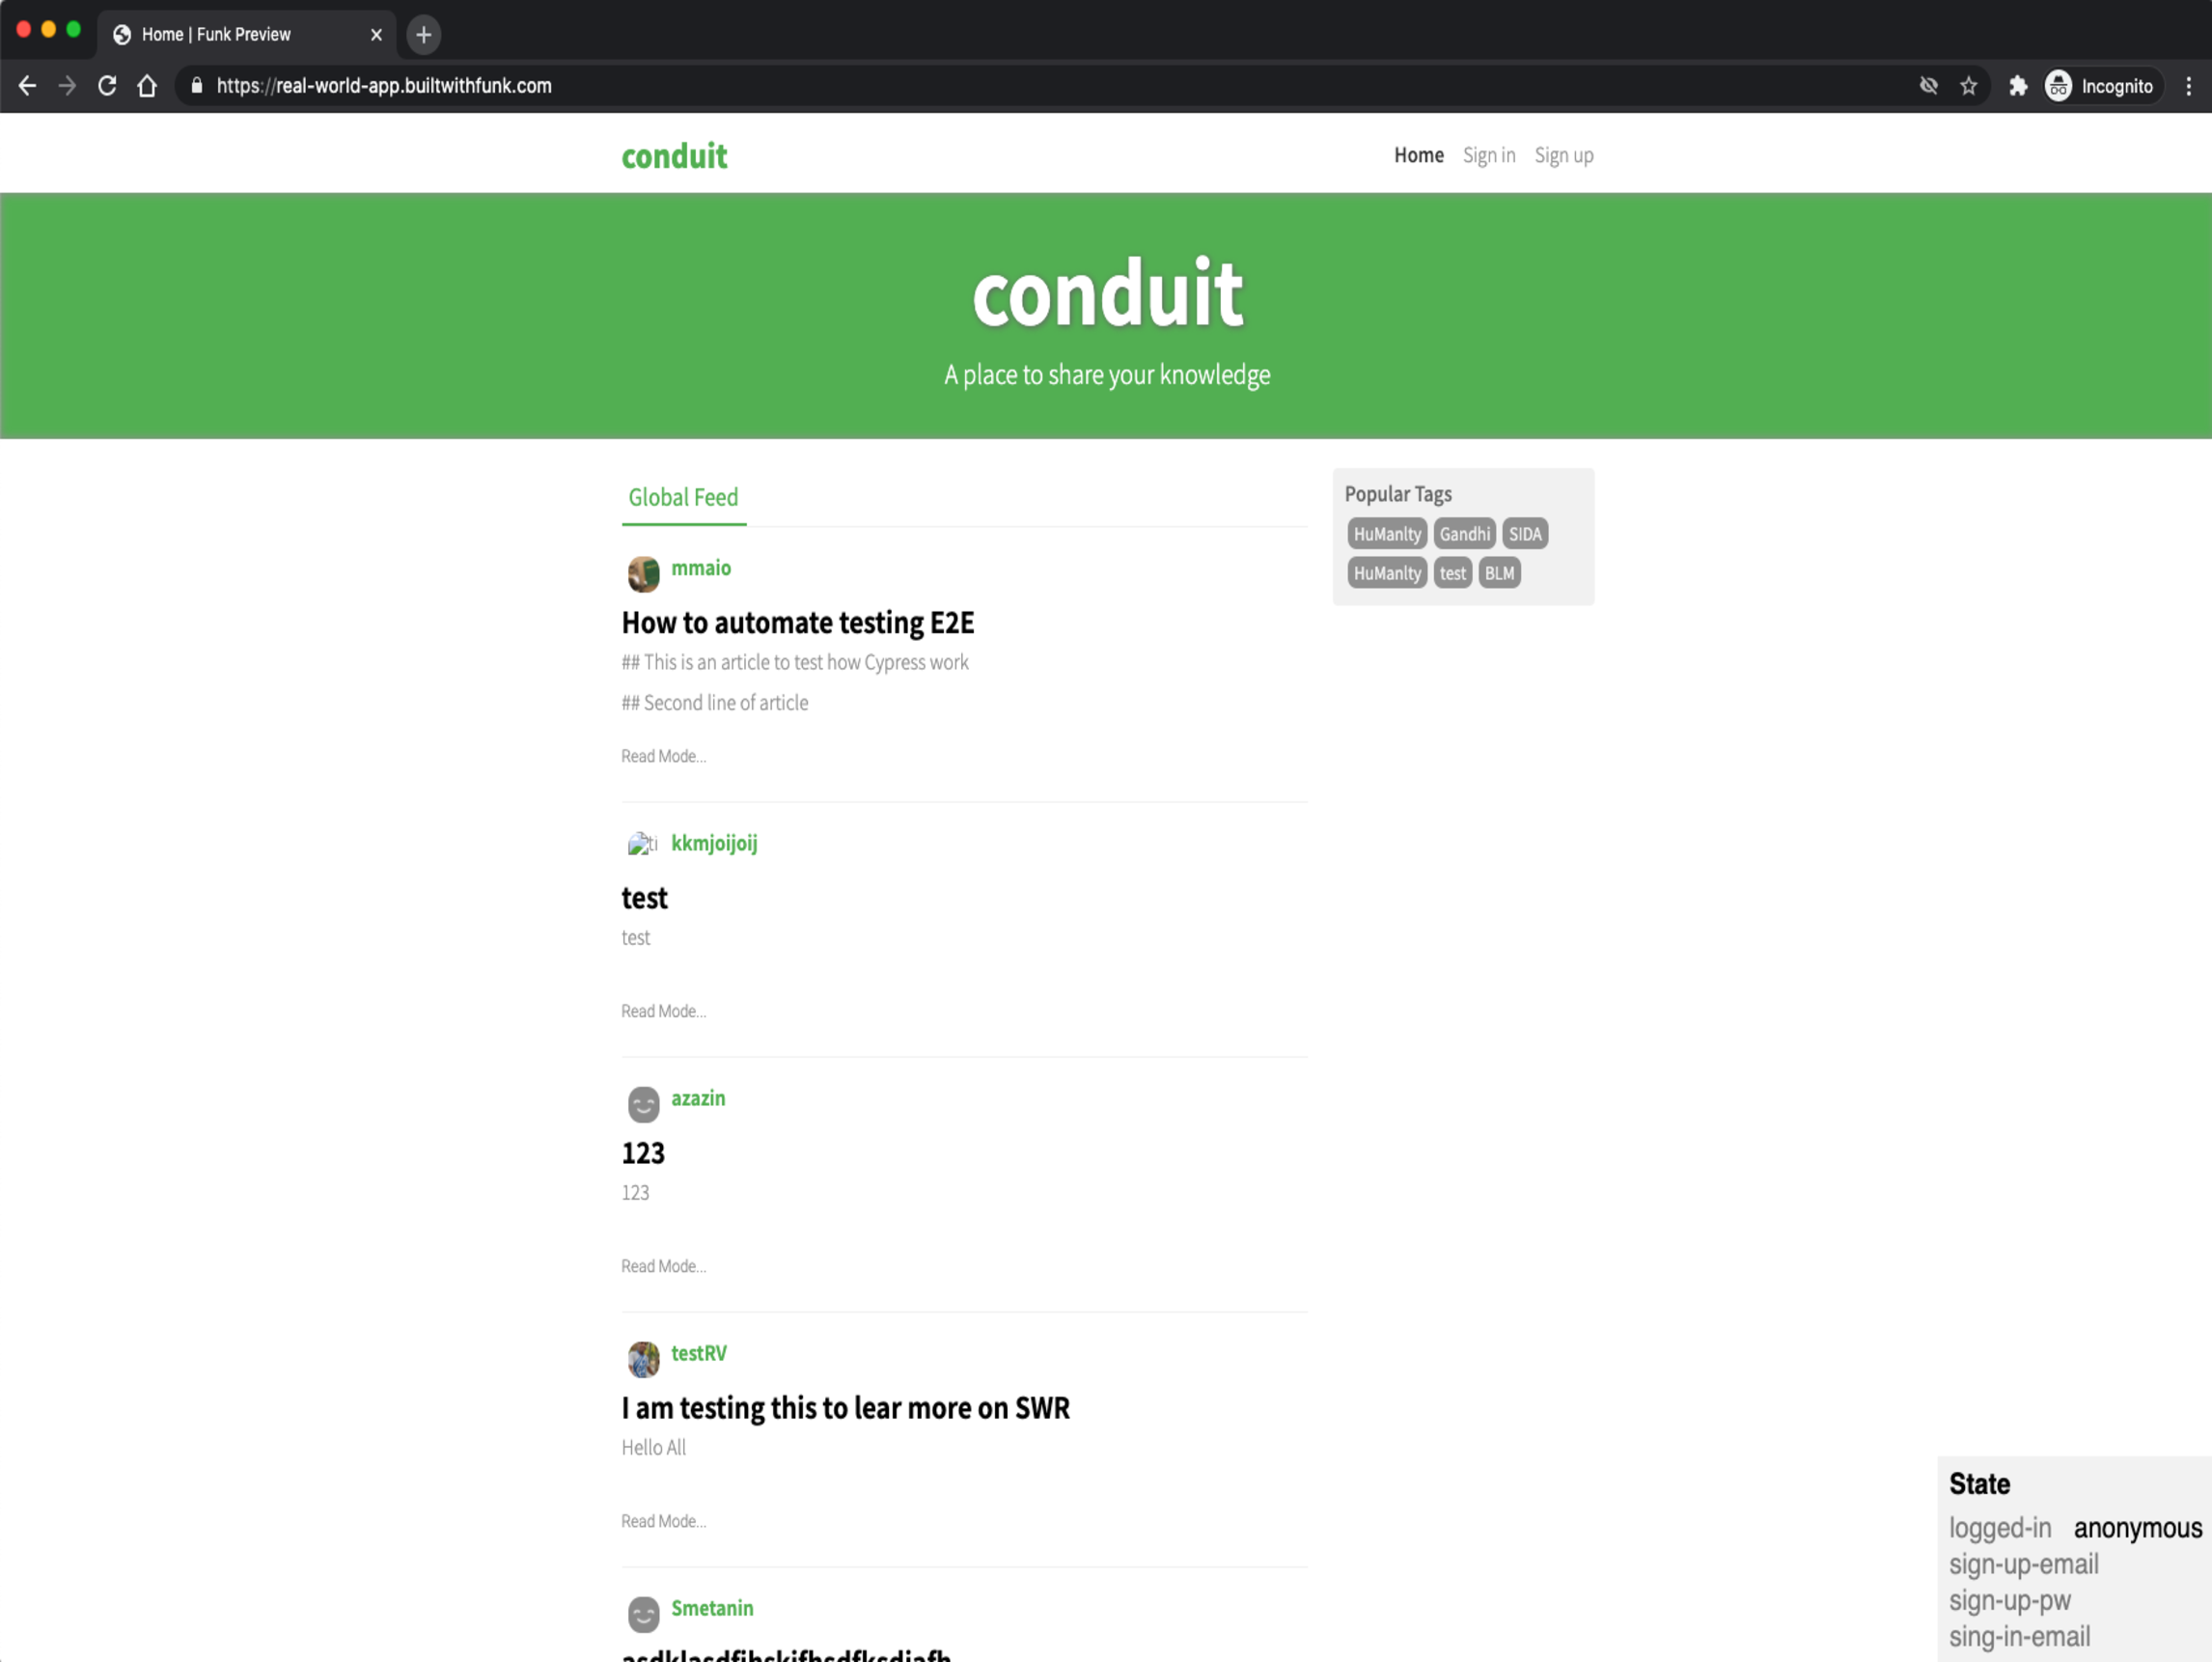 Home | Funk Preview
https://real-world-app.builtwithfunk.com
Incognito
conduit
Home Sign in Sign up
conduit
A place to share your knowledge
Global Feed
Popular Tags
HuManIty Gandhi SIDA
HuManIty test BLM
mmaio
How to automate testing E2E
## This is an article to test how Cypress work
## Second line of article
Read Mode...
ti kkmjoijoij
test
test
Read Mode...
azazin
123
123
Read Mode...
testRV
I am testing this to lear more on SWR
Hello All
Read Mode...
Smetanin
State
logged-in anonymous
sign-up-email
sign-up-pw
sing-in-email